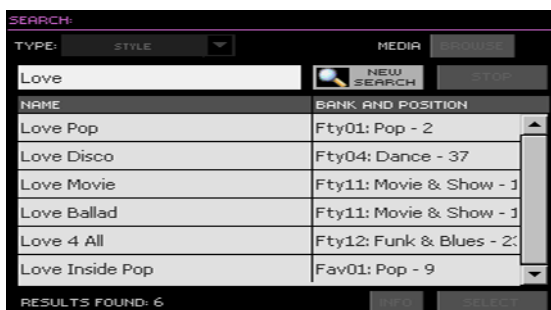 SEARCH:
TYPE: STYLE MEDIA BROWSE
Love NEW SEARCH STOP
NAME BANK AND POSITION
Love Pop Fty01: Pop - 2
Love Disco Fty04: Dance - 37
Love Movie Fty11: Movie & Show - 1
Love Ballad Fty11: Movie & Show - 1
Love 4 All Fty12: Funk & Blues - 2
Love Inside Pop Fav01: Pop - 9
RESULTS FOUND: 6 INFO SELECT